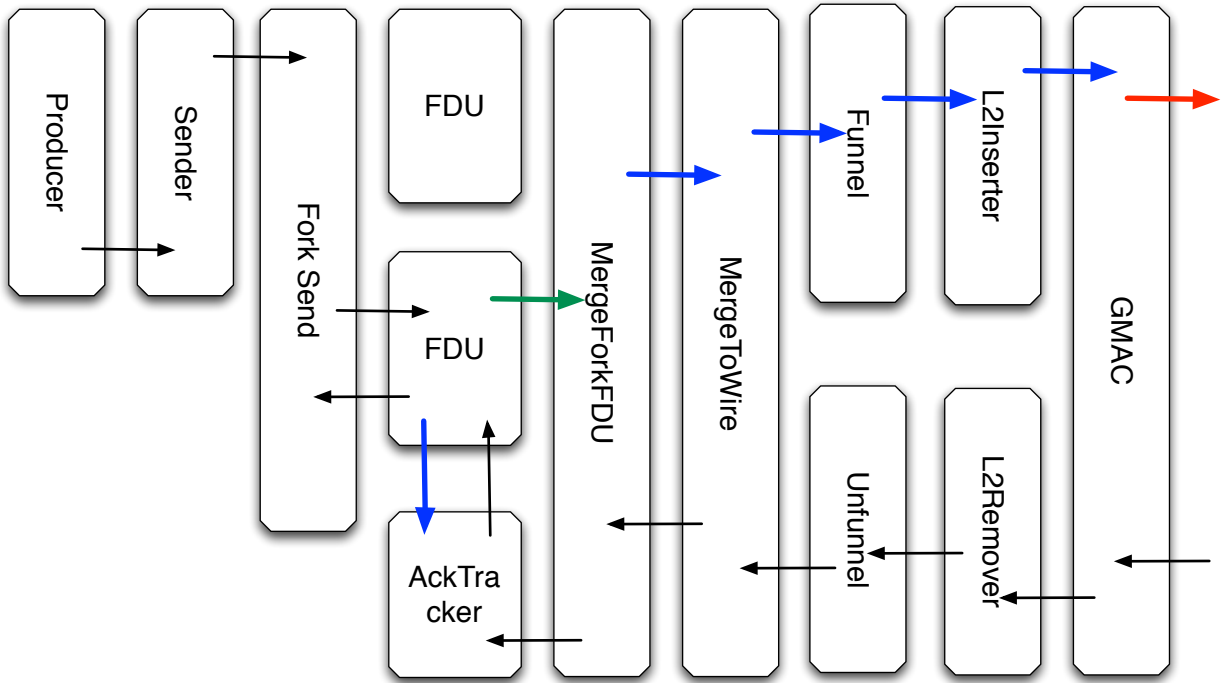 Producer
Sender
Fork Send
FDU
FDU
AckTra
cker
MergeForkFDU
MergeToWire
Funnel
Unfunnel
L2Inserter
L2Remover
GMAC